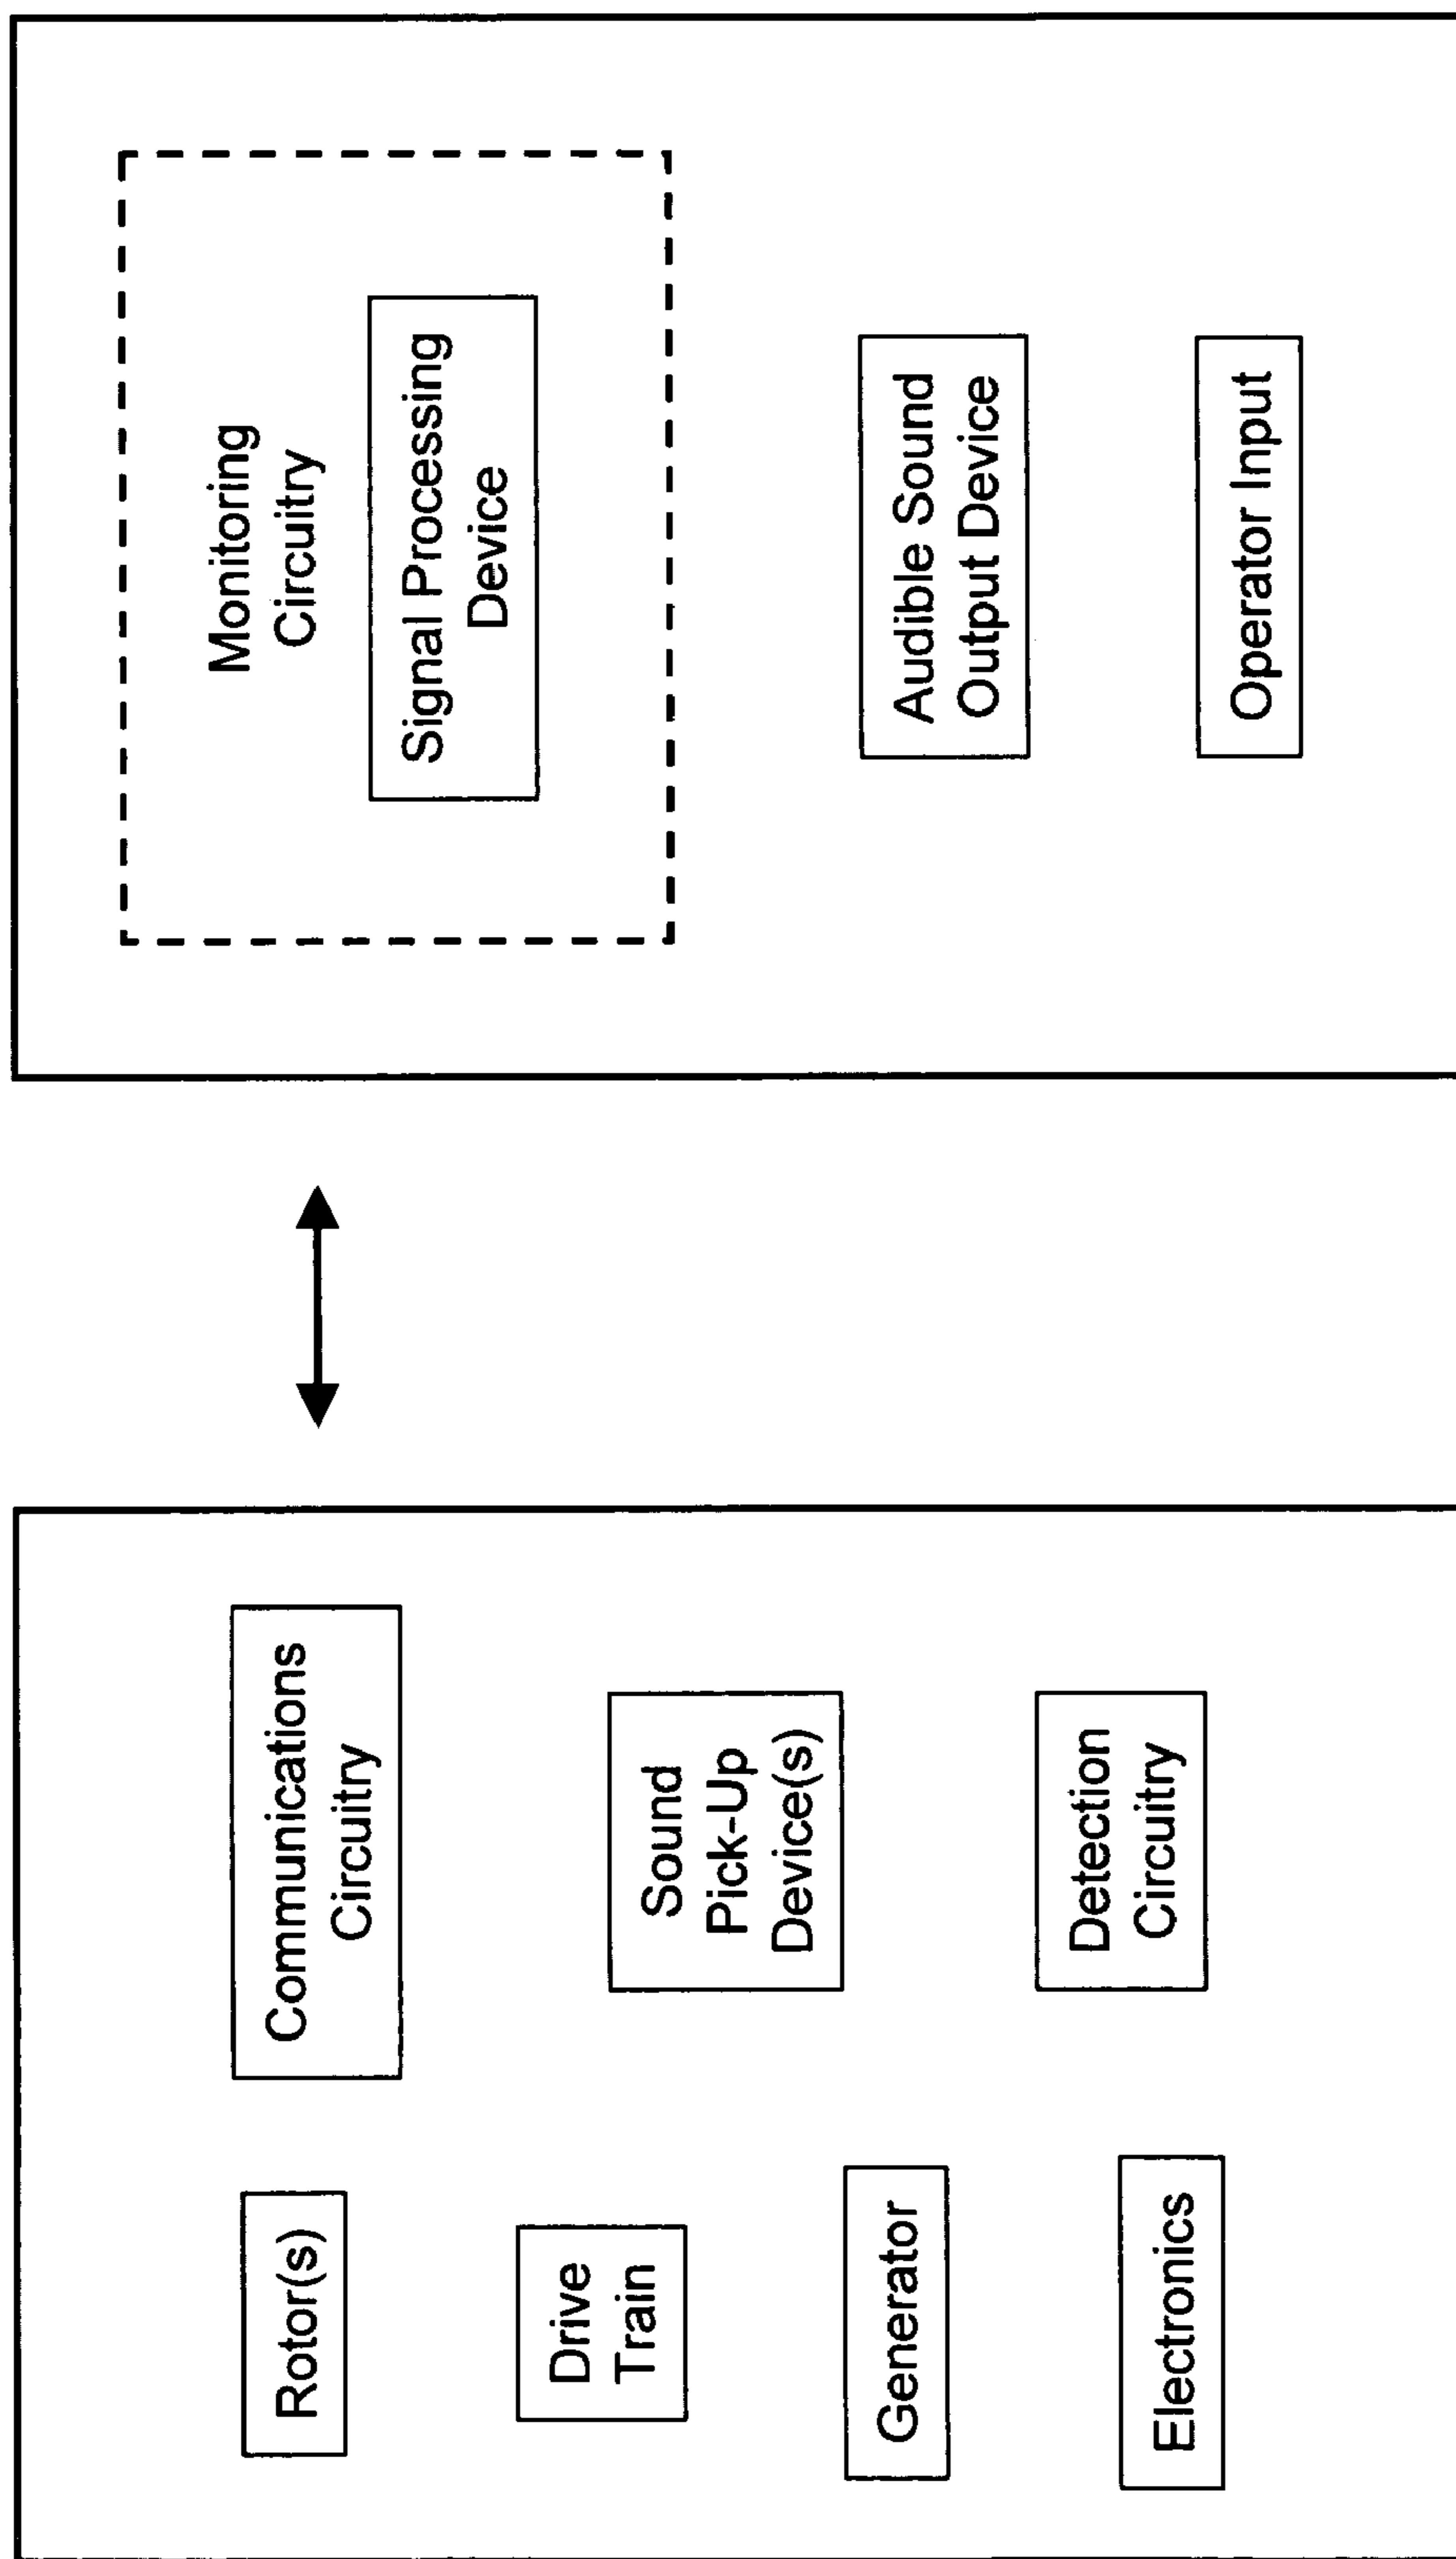 Rotor(s)
Drive
Train
Generator
Electronics
Communications
Circuitry
Sound
Pick-Up
Device(s)
Detection
Circuitry
Monitoring
Circuitry
Signal Processing
Device
Audible Sound
Output Device
Operator Input